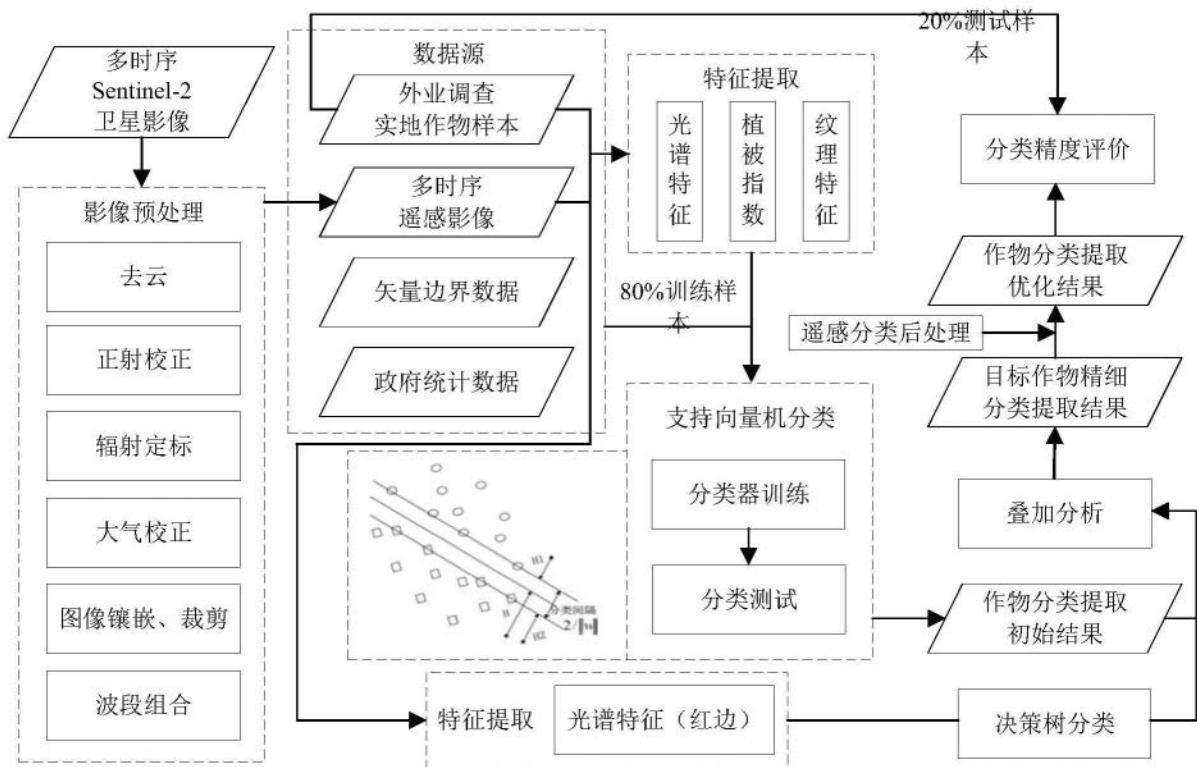 多时序
Sentinel-2
卫星影像
影像预处理
去云
正射校正
辐射定标
大气校正
图像镶嵌、裁剪
波段组合
数据源
外业调查
实地作物样本
多时序
遥感影像
矢量边界数据
政府统计数据
特征提取
光谱特征
植被指数
纹理特征
80%训练样
本
支持向量机分类
分类器训练
分类测试
H1
H
H2
分类间隔
2/||w||
特征提取
光谱特征（红边）
20%测试样
本
分类精度评价
作物分类提取
优化结果
遥感分类后处理
目标作物精细
分类提取结果
叠加分析
作物分类提取
初始结果
决策树分类